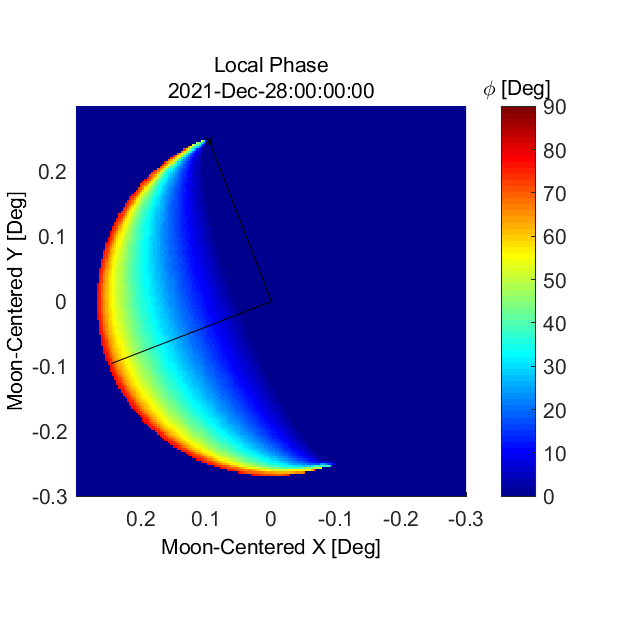 Local Phase
2021-Dec-28:00:00:00:00
ϕ [Deg]
90
80
70
60
50
40
30
20
10
0
Moon-Centered Y [Deg]
0.2
0.1
0
-0.1
-0.2
-0.3
0.2 0.1 0 -0.1 -0.2 -0.3
Moon-Centered X [Deg]